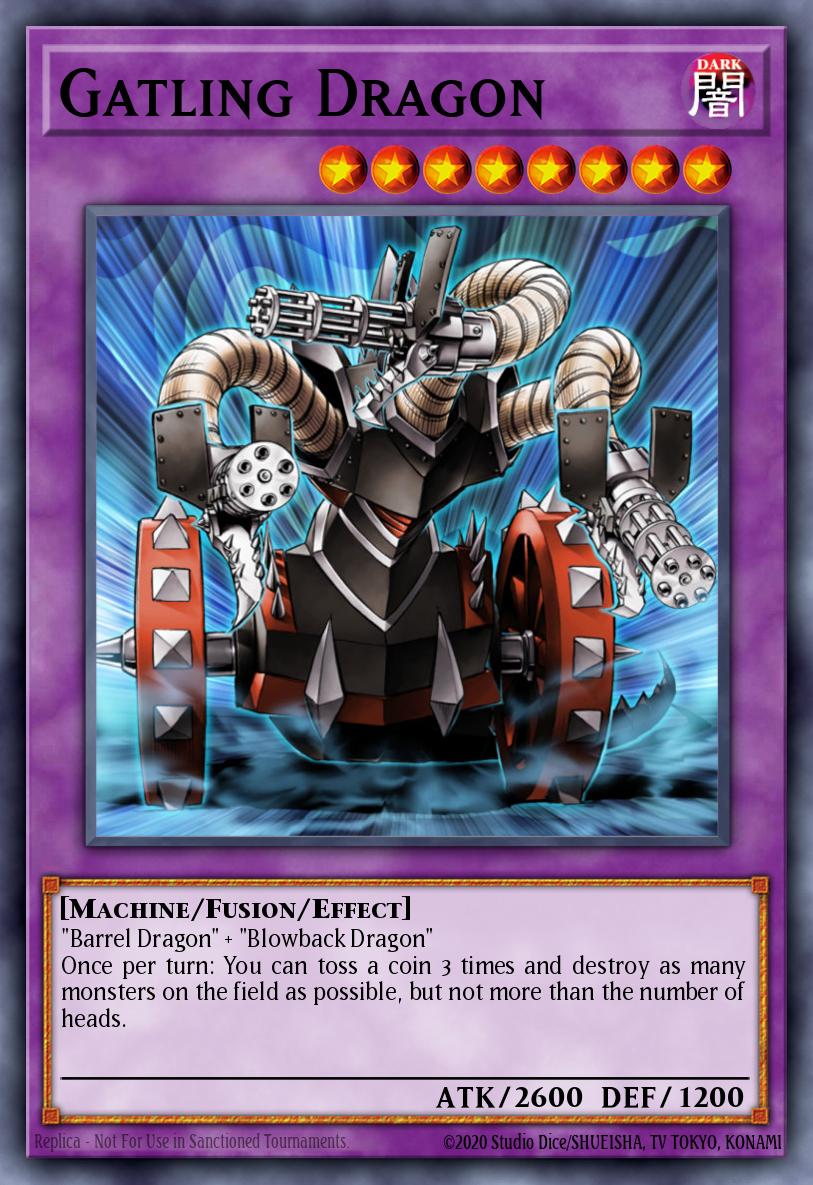 Gatling Dragon
DARK
闇
[Machine/Fusion/Effect]
"Barrel Dragon" + "Blowback Dragon"
Once per turn: You can toss a coin 3 times and destroy as many
monsters on the field as possible, but not more than the number of
heads.
ATK/2600 DEF/1200
Replica - Not For Use in Sanctioned Tournaments.
©2020 Studio Dice/SHUEISHA, TV TOKYO, KONAMI